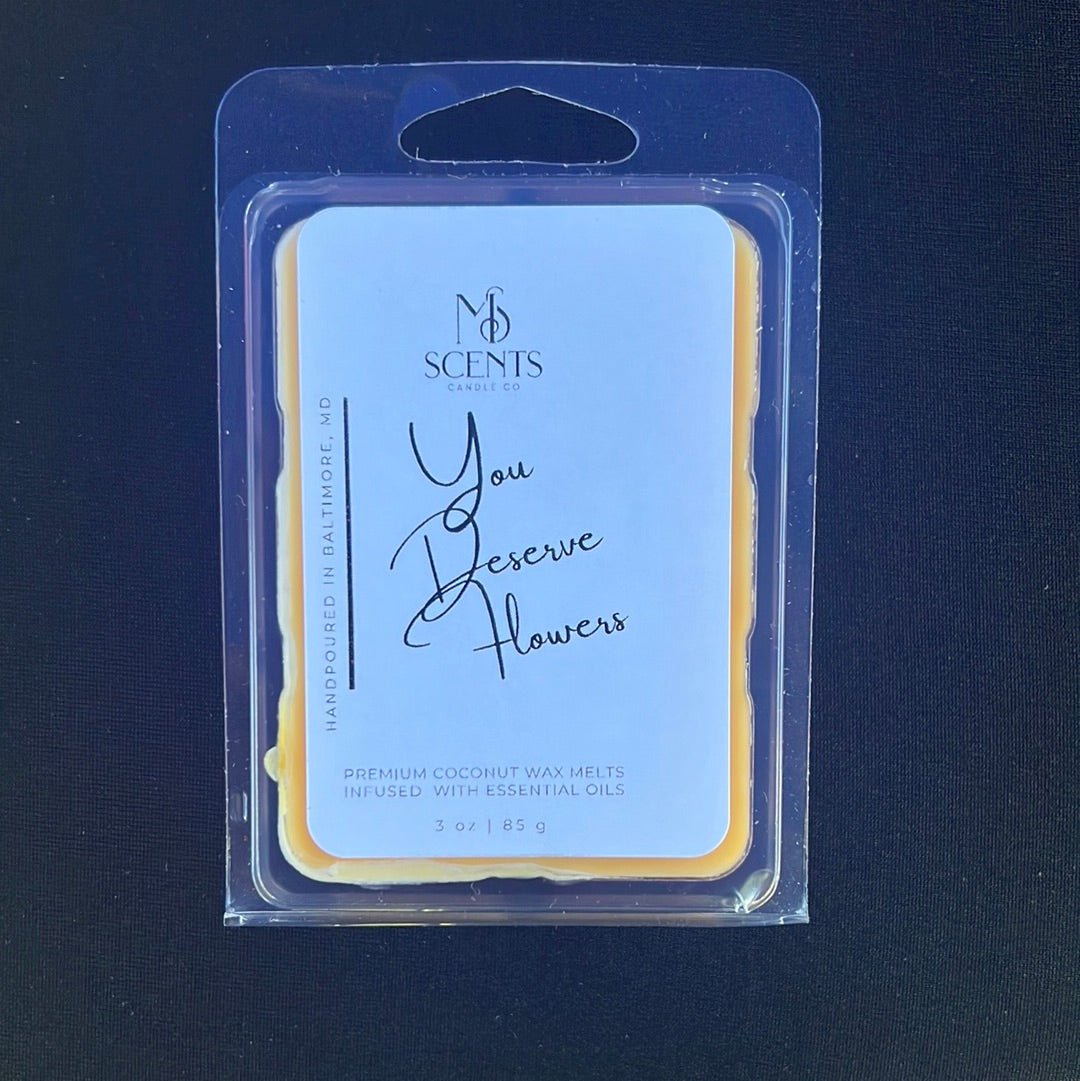 MS
SCENTS
CANDLE CO
HANDPOURED IN BALTIMORE, MD
You
Deserve
Flowers
PREMIUM COCONUT WAX MELTS
INFUSED WITH ESSENTIAL OILS
3 oz | 85 g